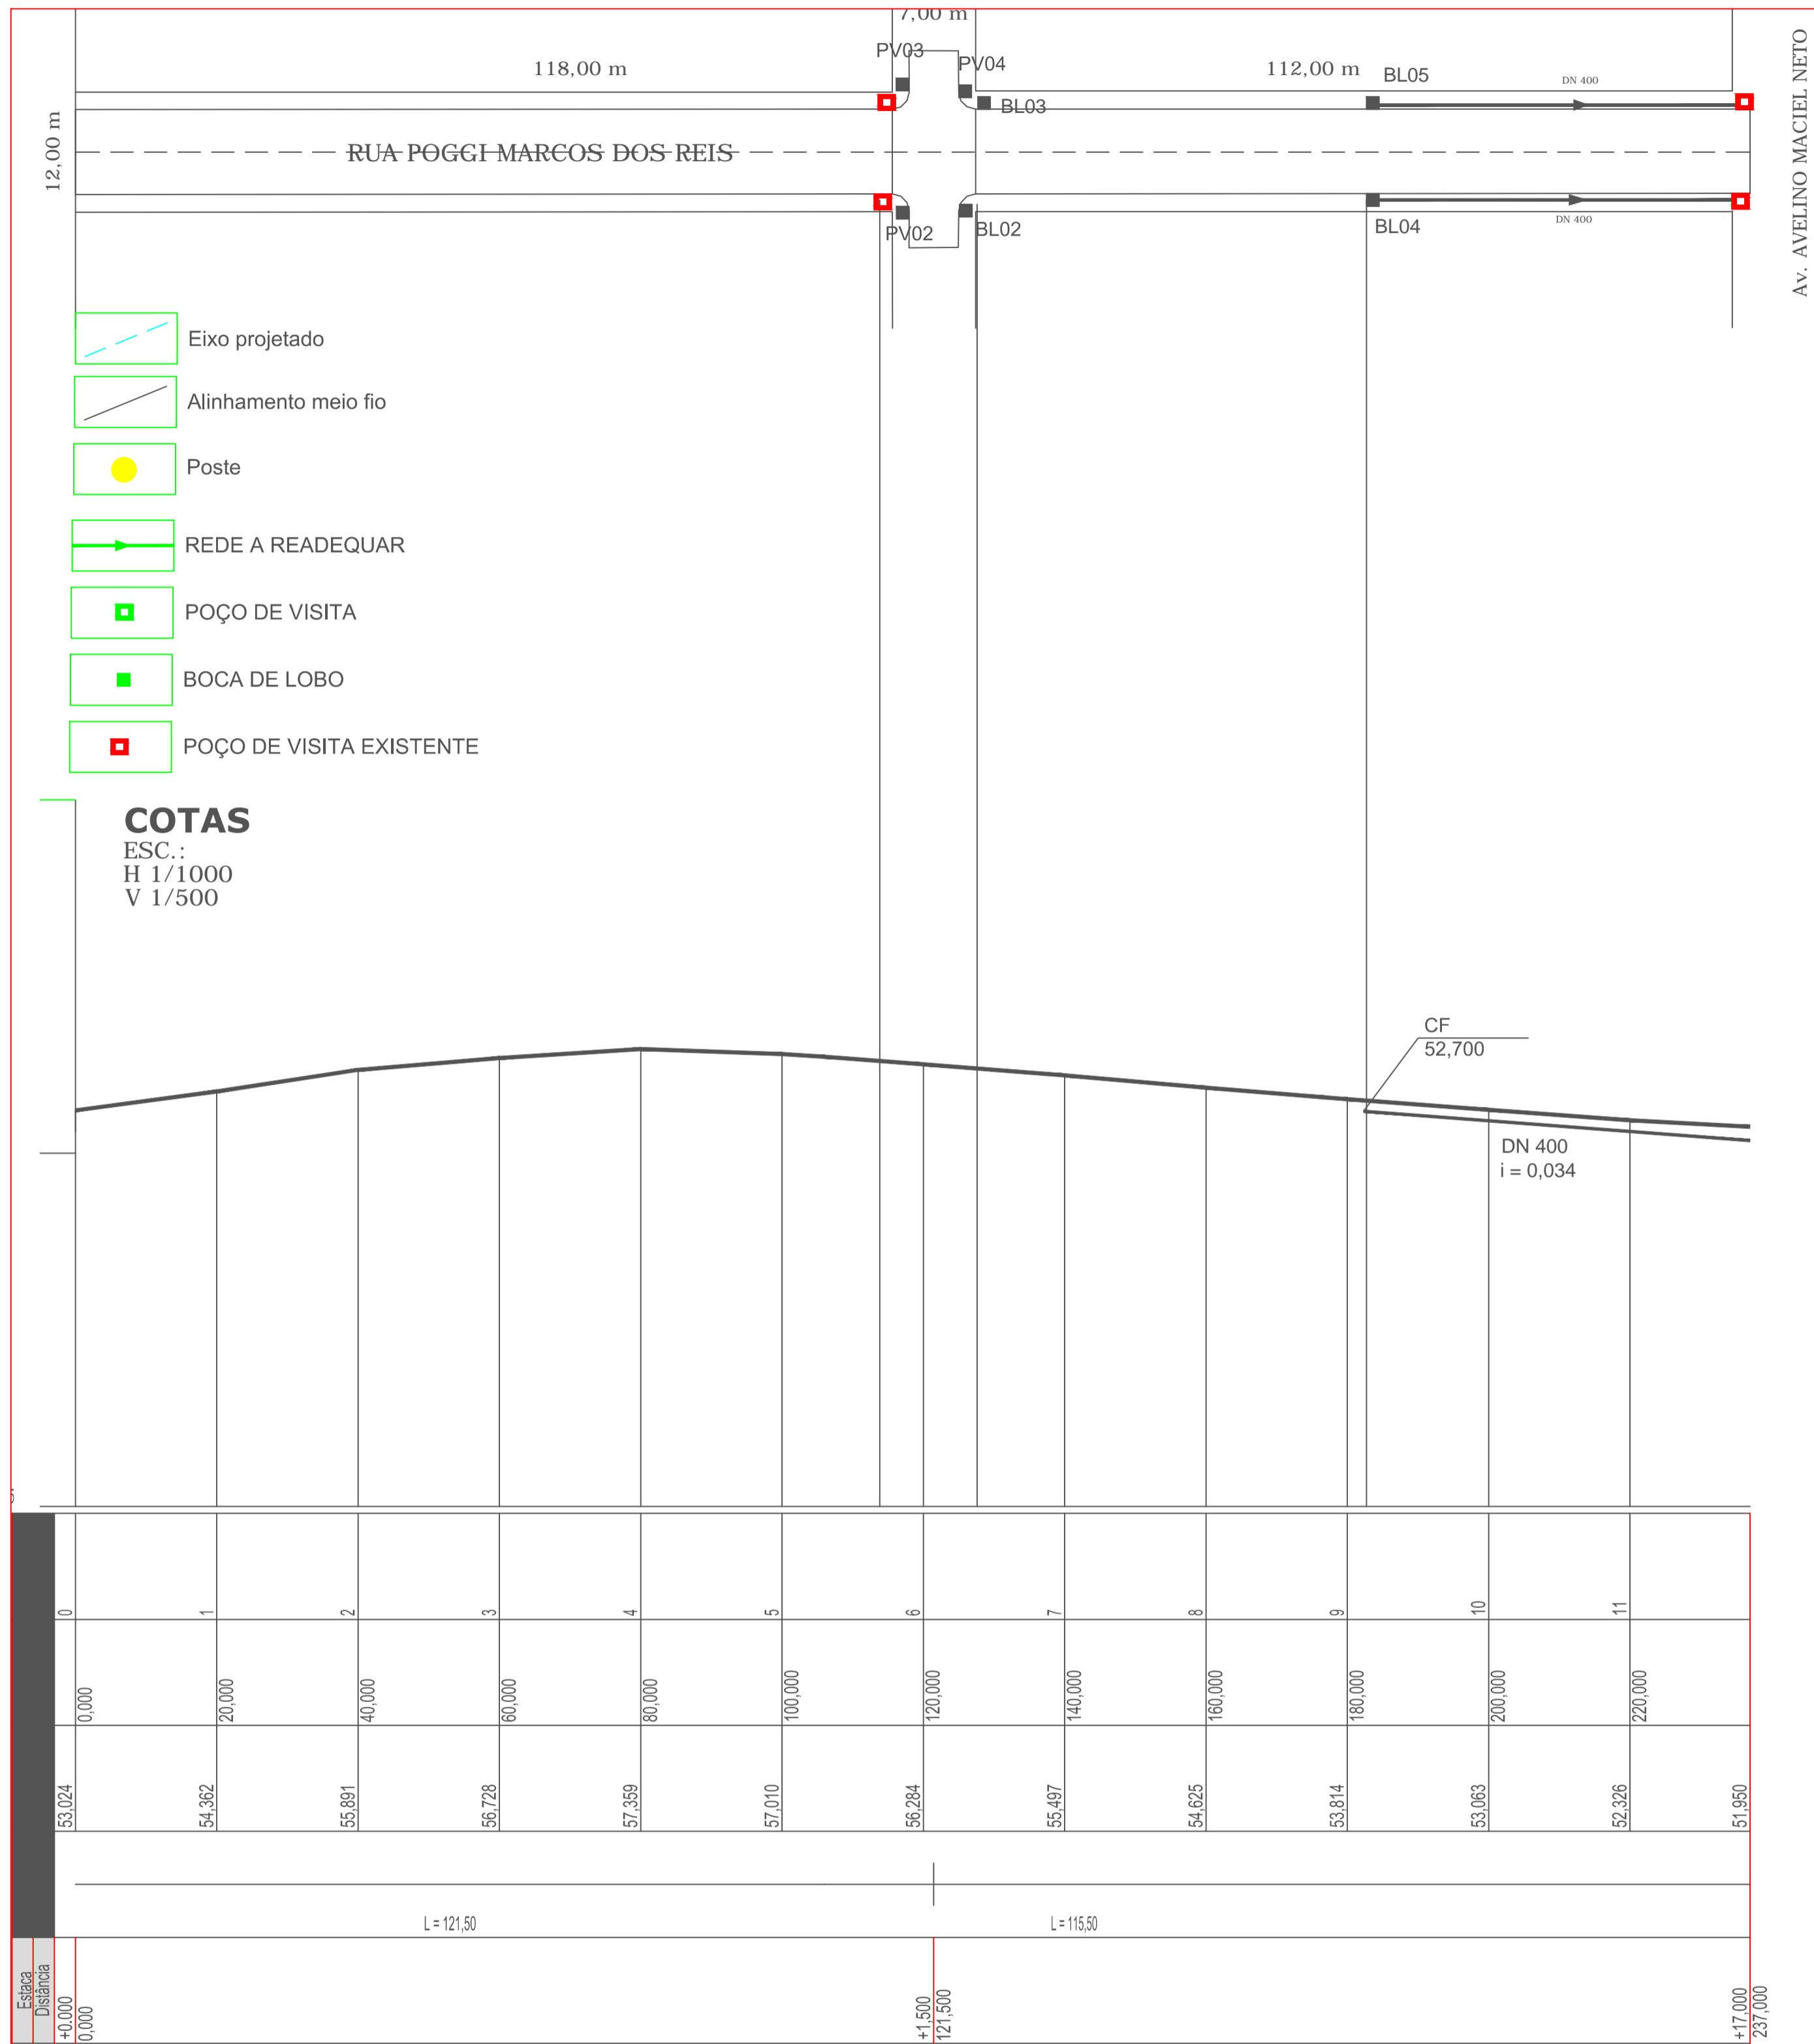 7,00 m
PV03
118,00 m
PV04
112,00 m
BL05
DN 400
BL03
12,00 m
RUA POGGI MARCOS DOS REIS
Av. AVELINO MACIEL NETO
PV02
BL02
BL04
DN 400
Eixo projetado
Alinhamento meio fio
Poste
REDE A READEQUAR
POÇO DE VISITA
BOCA DE LOBO
POÇO DE VISITA EXISTENTE
COTAS
ESC.:
H 1/1000
V 1/500
CF
52,700
DN 400
i = 0,034
0
1
2
3
4
5
6
7
8
9
10
11
0,000
20,000
40,000
60,000
80,000
100,000
120,000
140,000
160,000
180,000
200,000
220,000
53,024
54,362
55,891
56,728
57,359
57,010
56,284
55,497
54,625
53,814
53,063
52,326
51,950
L = 121,50
L = 115,50
Estaca
Distância
+0.000
0,000
+1,500
121,500
+17,000
237,000